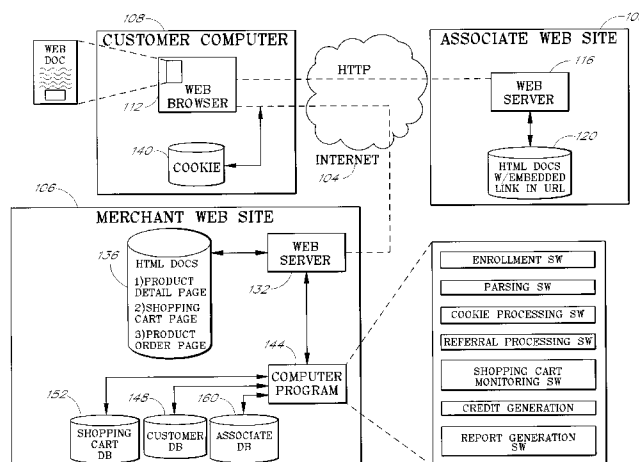 108
CUSTOMER COMPUTER
WEB
DOC
112
WEB
BROWSER
140
COOKIE
HTTP
INTERNET
104
10
ASSOCIATE WEB SITE
116
WEB
SERVER
120
HTML DOCS
W/EMBEDDED
LINK IN URL
106
MERCHANT WEB SITE
136
HTML DOCS
1)PRODUCT
DETAIL PAGE
2)SHOPPING
CART PAGE
3)PRODUCT
ORDER PAGE
WEB
SERVER
132
144
COMPUTER
PROGRAM
152
SHOPPING
CART
DB
148
CUSTOMER
DB
160
ASSOCIATE
DB
ENROLLMENT SW
PARSING SW
COOKIE PROCESSING SW
REFERRAL PROCESSING SW
SHOPPING CART
MONITORING SW
CREDIT GENERATION
REPORT GENERATION
SW